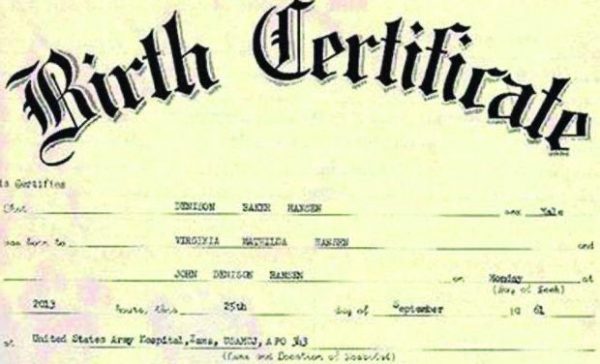 Birth Certificate
is Certifies
that DENISON BAKER HANSEN sex Male
was born to VIRGINIA MATHILDA HANSEN and
JOHN DENISON HANSEN on Monday at
(Day of Week)
2013 hours, this 25th day of September 19 61
at United States Army Hospital, Zama, USAMCJ, APO 343
(Name and Location of Hospital)